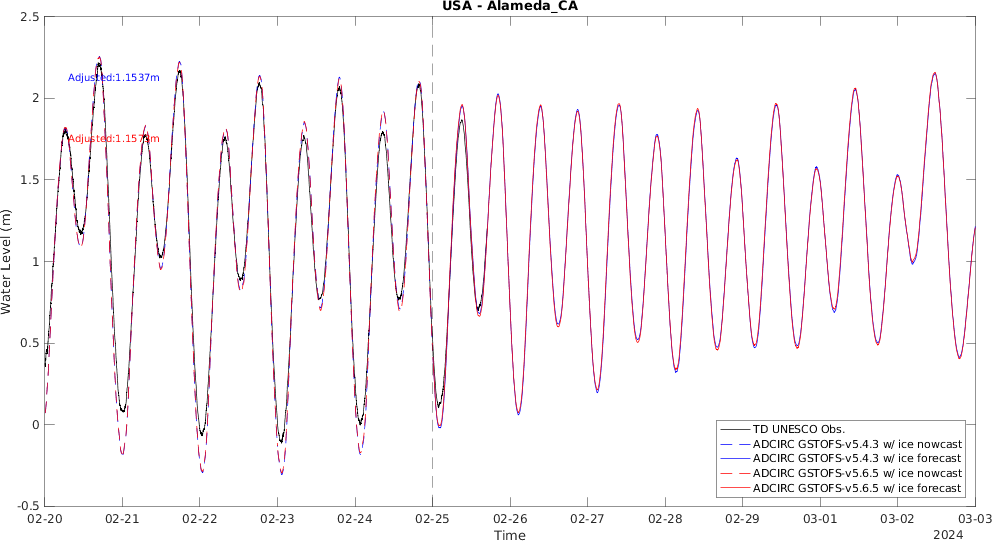 USA - Alameda_CA
2.5
2
1.5
1
0.5
0
-0.5
Water Level (m)
Adjusted:1.1537m
02-20
02-21
02-22
02-23
02-24
02-25
02-26
02-27
02-28
02-29
03-01
03-02
03-03
Time
2024
TD UNESCO Obs.
ADCIRC GSTOFS-v5.4.3 w/ ice nowcast
ADCIRC GSTOFS-v5.4.3 w/ ice forecast
ADCIRC GSTOFS-v5.6.5 w/ ice nowcast
ADCIRC GSTOFS-v5.6.5 w/ ice forecast